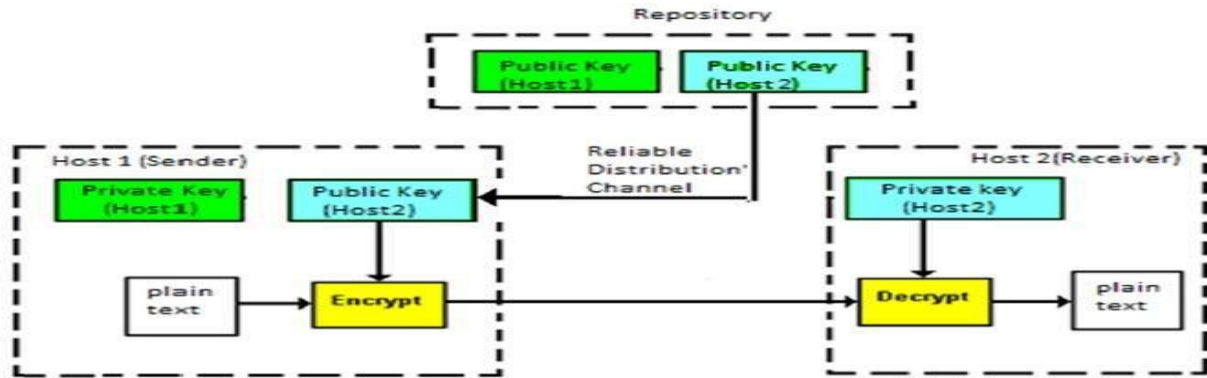 Repository
Public Key
(Host1)
Public Key
(Host 2)
Host 1 (Sender)
Reliable
Distribution'
Channel
Host 2(Receiver)
Private Key
(Host1)
Public Key
(Host2)
Private key
(Host2)
plain
text
Encrypt
Decrypt
plain
text